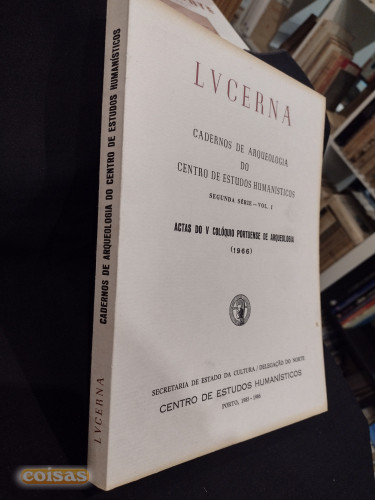 LVCERNA
CADERNOS DE ARQUEOLOGIA
DO
CENTRO DE ESTUDOS HUMANÍSTICOS
SEGUNDA SÉRIE — VOL. I
ACTAS DO V COLÓQUIO PORTUENSE DE ARQUEOLOGIA
(1966)
SECRETARIA DE ESTADO DA CULTURA / DELEGAÇÃO DO NORTE
CENTRO DE ESTUDOS HUMANÍSTICOS
PORTO,
LVCERNA
CADERNOS DE ARQUEOLOGIA DO CENTRO DE ESTUDOS HUMANÍSTICOS
coisas